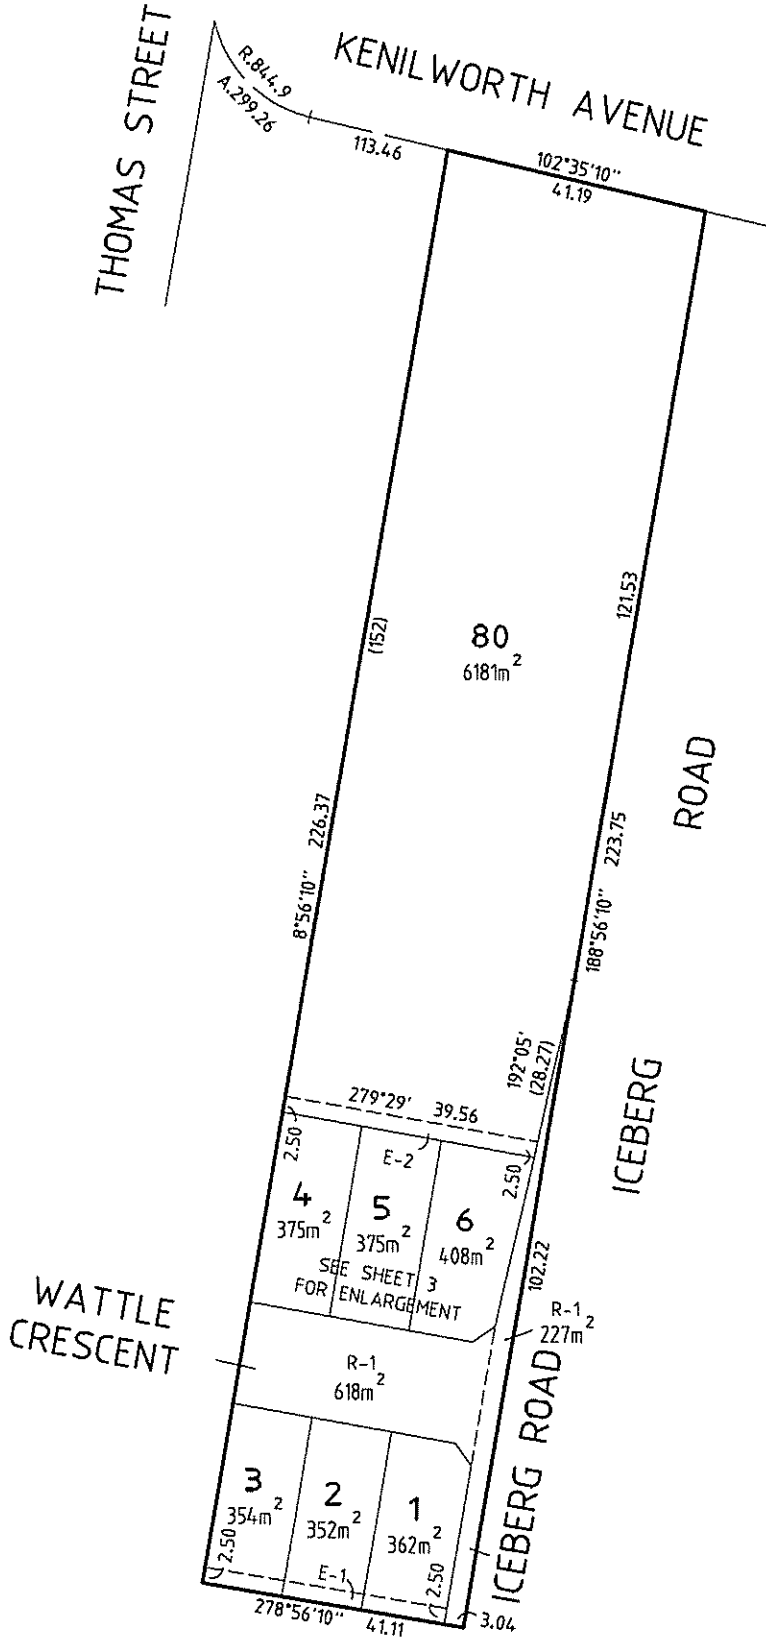 KENILWORTH AVENUE
THOMAS STREET
R.844.9
A.299.26
113.46
102°35'10"
41.19
121.53
(152)
80
6181m²
ROAD
226.37
8°56'10"
223.75
188°56'10"
192°05'
(28.27)
ICEBERG
279°29' 39.56
2.50
E-2
2.50
4
375m²
5
375m²
6
408m²
SEE SHEET 3
FOR ENLARGEMENT
102.22
R-1
227m²
WATTLE
CRESCENT
R-1
618m²
ICEBERG ROAD
3
354m²
2
352m²
1
362m²
2.50
E-1
2.50
278°56'10" 41.11
3.04